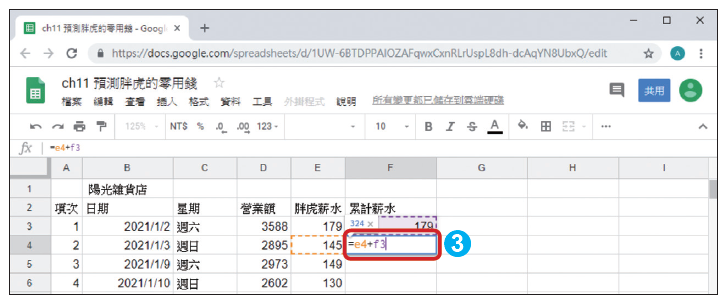 ch11 預測胖虎的零用錢 - Googl
https://docs.google.com/spreadsheets/d/1UW-6BTDPPAIOZAFqwxCxnRLrUspL8dh-dcAqYN8UbxQ/edit
A
ch11 預測胖虎的零用錢
檔案 編輯 查看 插入 格式 資料 工具 外掛程式 說明 所有變更都已儲存到雲端硬碟
共用
125% NT$ % .0 .00 123 10 B I S A
fx =e4+f3
A B C D E F G H I
1 陽光雜貨店
2 項次 日期 星期 營業額 胖虎薪水 累計薪水
3 1 2021/1/2 週六 3588 179 324 × 179
4 2 2021/1/3 週日 2895 145 =e4+f3 3
5 3 2021/1/9 週六 2973 149
6 4 2021/1/10 週日 2602 130